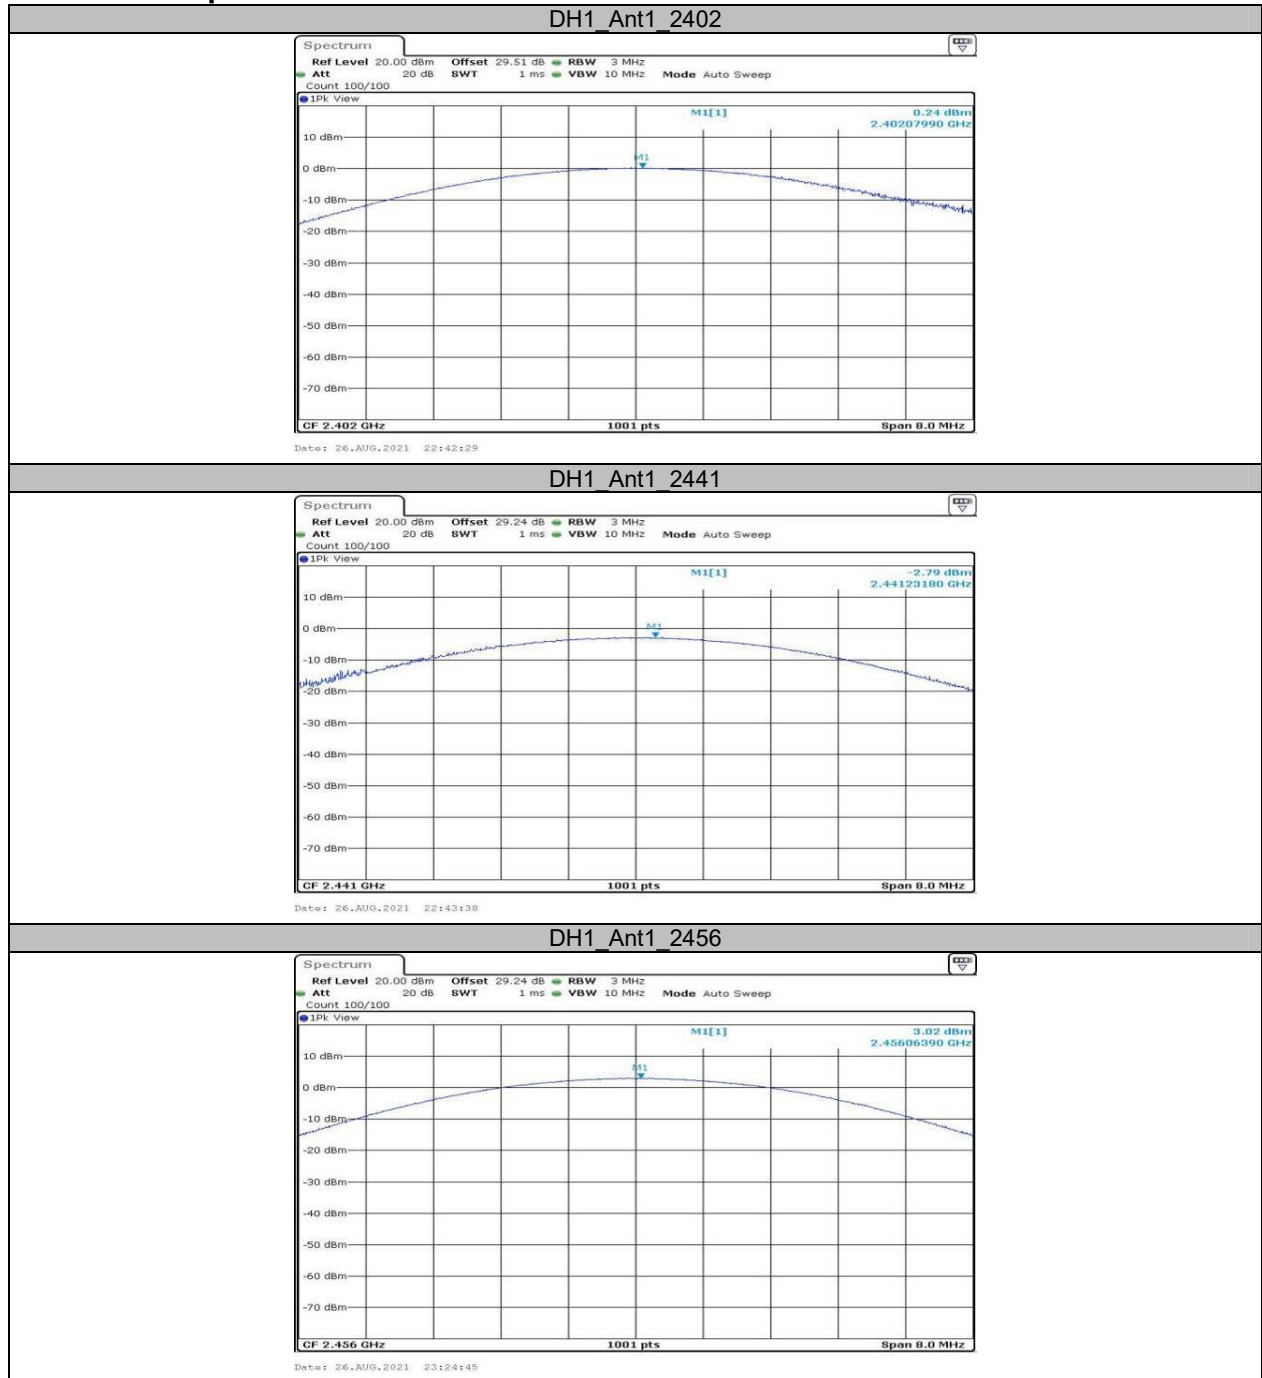 DH1_Ant1_2402
Spectrum
Ref Level 20.00 dBm Offset 29.51 dB RBW 3 MHz
Att 20 dB SWT 1 ms VBW 10 MHz Mode Auto Sweep
Count 100/100
1Pk View
M1[1] 0.24 dBm
2.40207990 GHz
10 dBm
M1
0 dBm
-10 dBm
-20 dBm
-30 dBm
-40 dBm
-50 dBm
-60 dBm
-70 dBm
CF 2.402 GHz 1001 pts Span 8.0 MHz
Date: 26.AUG.2021 22:42:29
DH1_Ant1_2441
Spectrum
Ref Level 20.00 dBm Offset 29.24 dB RBW 3 MHz
Att 20 dB SWT 1 ms VBW 10 MHz Mode Auto Sweep
Count 100/100
1Pk View
M1[1] -2.79 dBm
2.44123180 GHz
10 dBm
M1
0 dBm
-10 dBm
-20 dBm
-30 dBm
-40 dBm
-50 dBm
-60 dBm
-70 dBm
CF 2.441 GHz 1001 pts Span 8.0 MHz
Date: 26.AUG.2021 22:43:38
DH1_Ant1_2456
Spectrum
Ref Level 20.00 dBm Offset 29.24 dB RBW 3 MHz
Att 20 dB SWT 1 ms VBW 10 MHz Mode Auto Sweep
Count 100/100
1Pk View
M1[1] 3.02 dBm
2.45606390 GHz
10 dBm
M1
0 dBm
-10 dBm
-20 dBm
-30 dBm
-40 dBm
-50 dBm
-60 dBm
-70 dBm
CF 2.456 GHz 1001 pts Span 8.0 MHz
Date: 26.AUG.2021 23:24:45